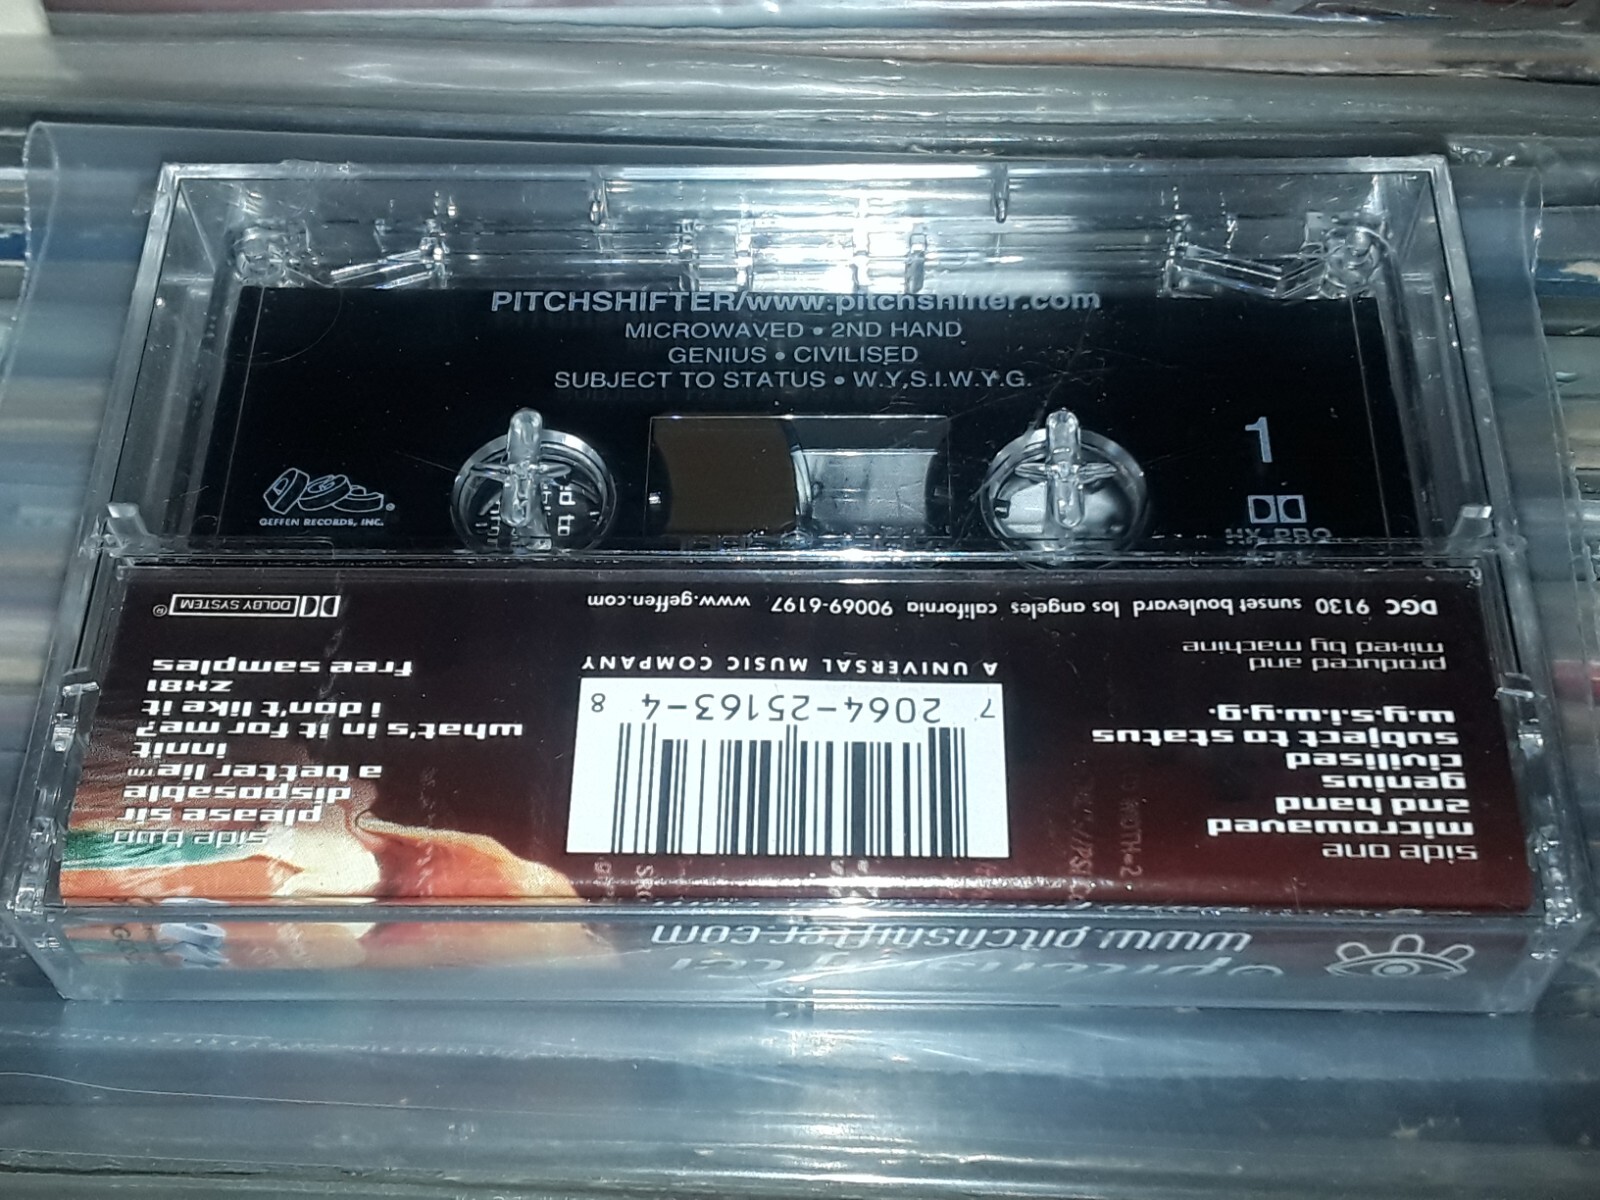 PITCHSHIFTER/www.pitchshifter.com
MICROWAVED • 2ND HAND
GENIUS • CIVILISED
SUBJECT TO STATUS • W.Y.S.I.W.Y.G.
1
GEFFEN RECORDS, INC.
HX PRO
DGC 9130 sunset boulevard los angeles california 90069-6197 www.geffen.com
DOLBY SYSTEM
produced and
mixed by machine
A UNIVERSAL MUSIC COMPANY
7 2064-25163-4 8
side one
microwaved
2nd hand
genius
civilised
subject to status
w.y.s.i.w.y.g.
side two
please sir
disposable
a better lie™
innit
what's in it for me?
i don't like it
zx81
free samples
www.pitchshifter.com